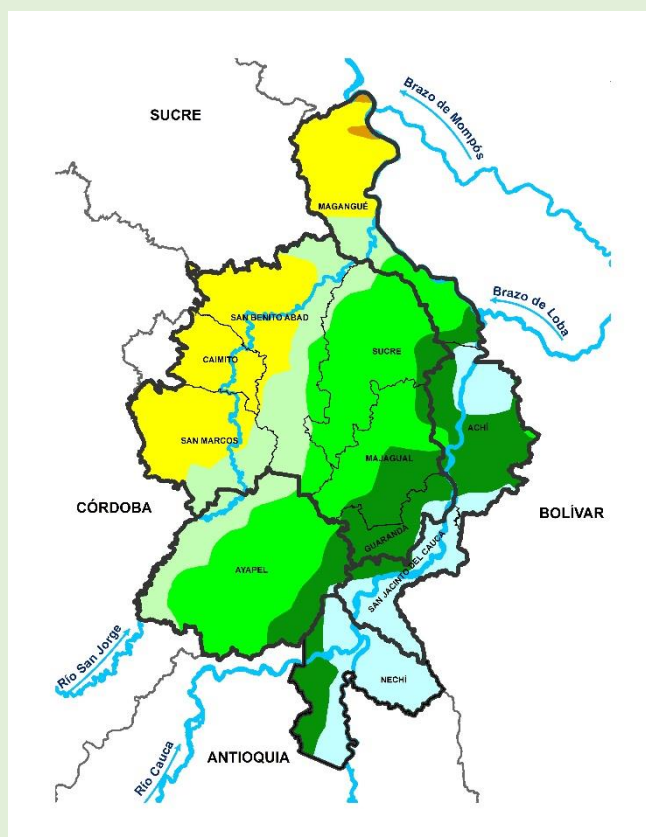 SUCRE
Brazo de Mompós
MAGANGUÉ
Brazo de Loba
SAN BENITO ABAD
SUCRE
CAIMITO
ACHÍ
SAN MARCOS
MAJAGUAL
CÓRDOBA
BOLÍVAR
GUARANDA
AYAPEL
SAN JACINTO DEL CAUCA
Río San Jorge
NECHÍ
ANTIOQUIA
Río Cauca